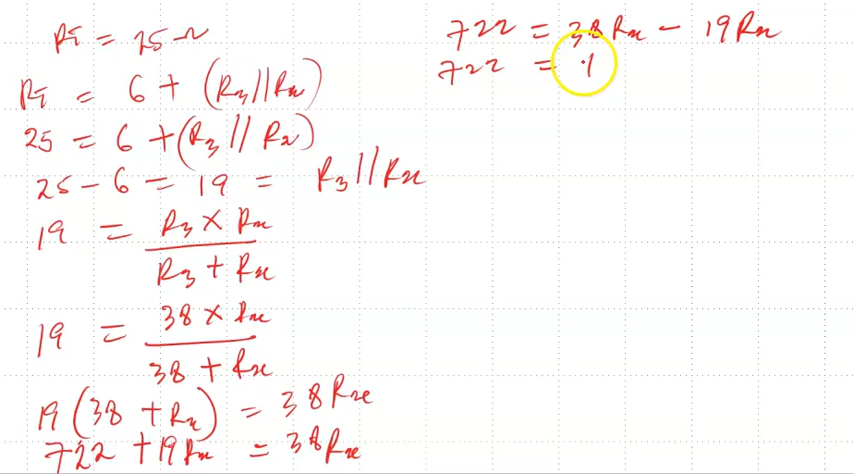 RT = 25 Ω
RT = 6 + (R3//Rx)
25 = 6 + (R3 // Rx)
25 - 6 = 19 = R3//Rx
19 = R3 × Rx / R3 + Rx
19 = 38 × Rx / 38 + Rx
19 (38 + Rx) = 38 Rx
722 + 19 Rx = 38 Rx
722 = 38 Rx - 19 Rx
722 = 1